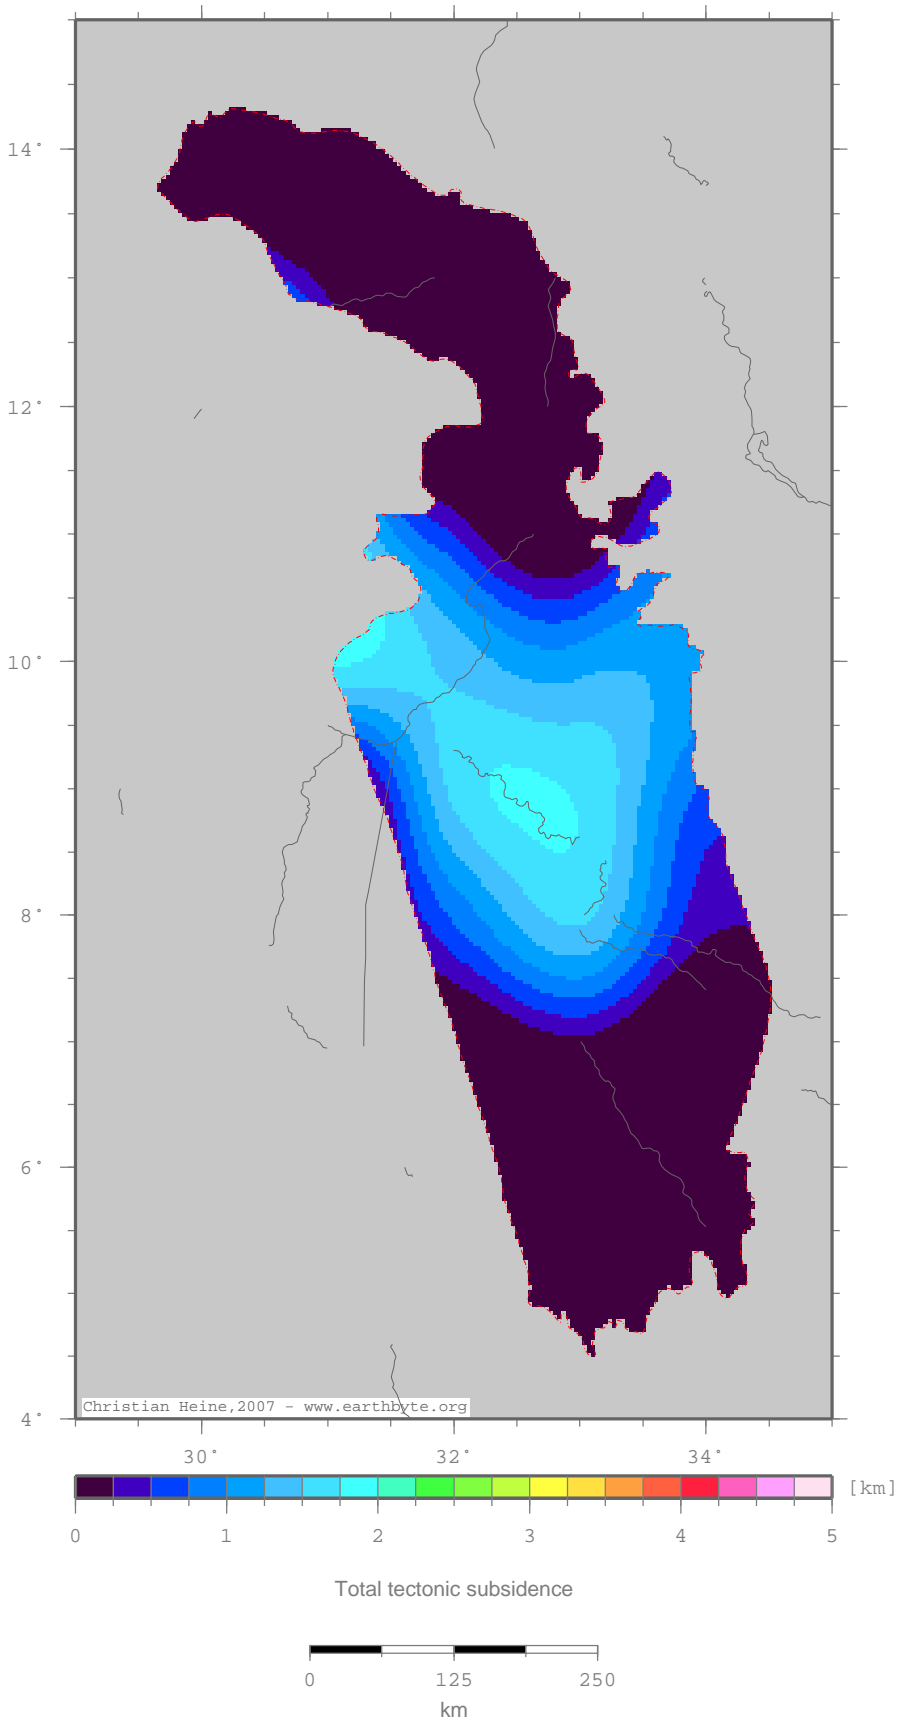 14°
12°
10°
8°
6°
4°
Christian Heine,2007 - www.earthbyte.org
30° 32° 34°
[km]
0 1 2 3 4 5
Total tectonic subsidence
0 125 250
km